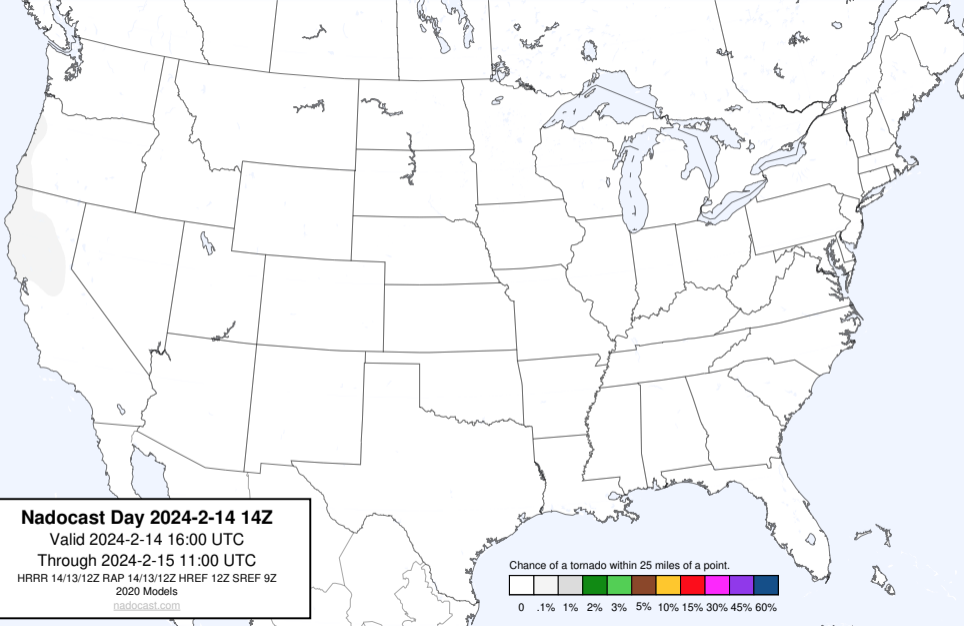 Nadocast Day 2024-2-14 14Z
Valid 2024-2-14 16:00 UTC
Through 2024-2-15 11:00 UTC
HRRR 14/13/12Z RAP 14/13/12Z HREF 12Z SREF 9Z
2020 Models
nadocast.com
Chance of a tornado within 25 miles of a point.
0 .1% 1% 2% 3% 5% 10% 15% 30% 45% 60%